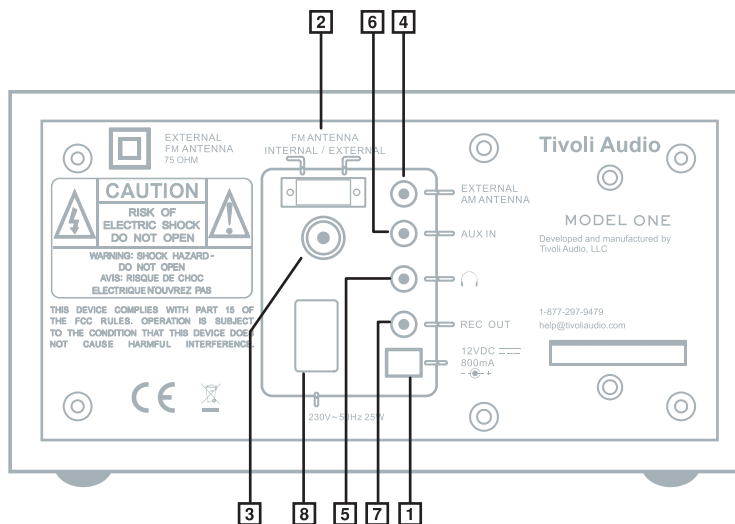 2
6
4
EXTERNAL
FM ANTENNA
75 OHM
FM ANTENNA
INTERNAL / EXTERNAL
Tivoli Audio
CAUTION
RISK OF
ELECTRIC SHOCK
DO NOT OPEN
WARNING: SHOCK HAZARD -
DO NOT OPEN
AVIS: RISQUE DE CHOC
ELECTRIQUE N'OUVREZ PAS
THIS DEVICE COMPLIES WITH PART 15 OF
THE FCC RULES. OPERATION IS SUBJECT
TO THE CONDITION THAT THIS DEVICE DOES
NOT CAUSE HARMFUL INTERFERENCE.
CE
EXTERNAL
AM ANTENNA
AUX IN
REC OUT
12VDC
800mA
- +
230V~50Hz 25W
MODEL ONE
Developed and manufactured by
Tivoli Audio, LLC
1-877-297-9479
help@tivoliaudio.com
3
8
5
7
1